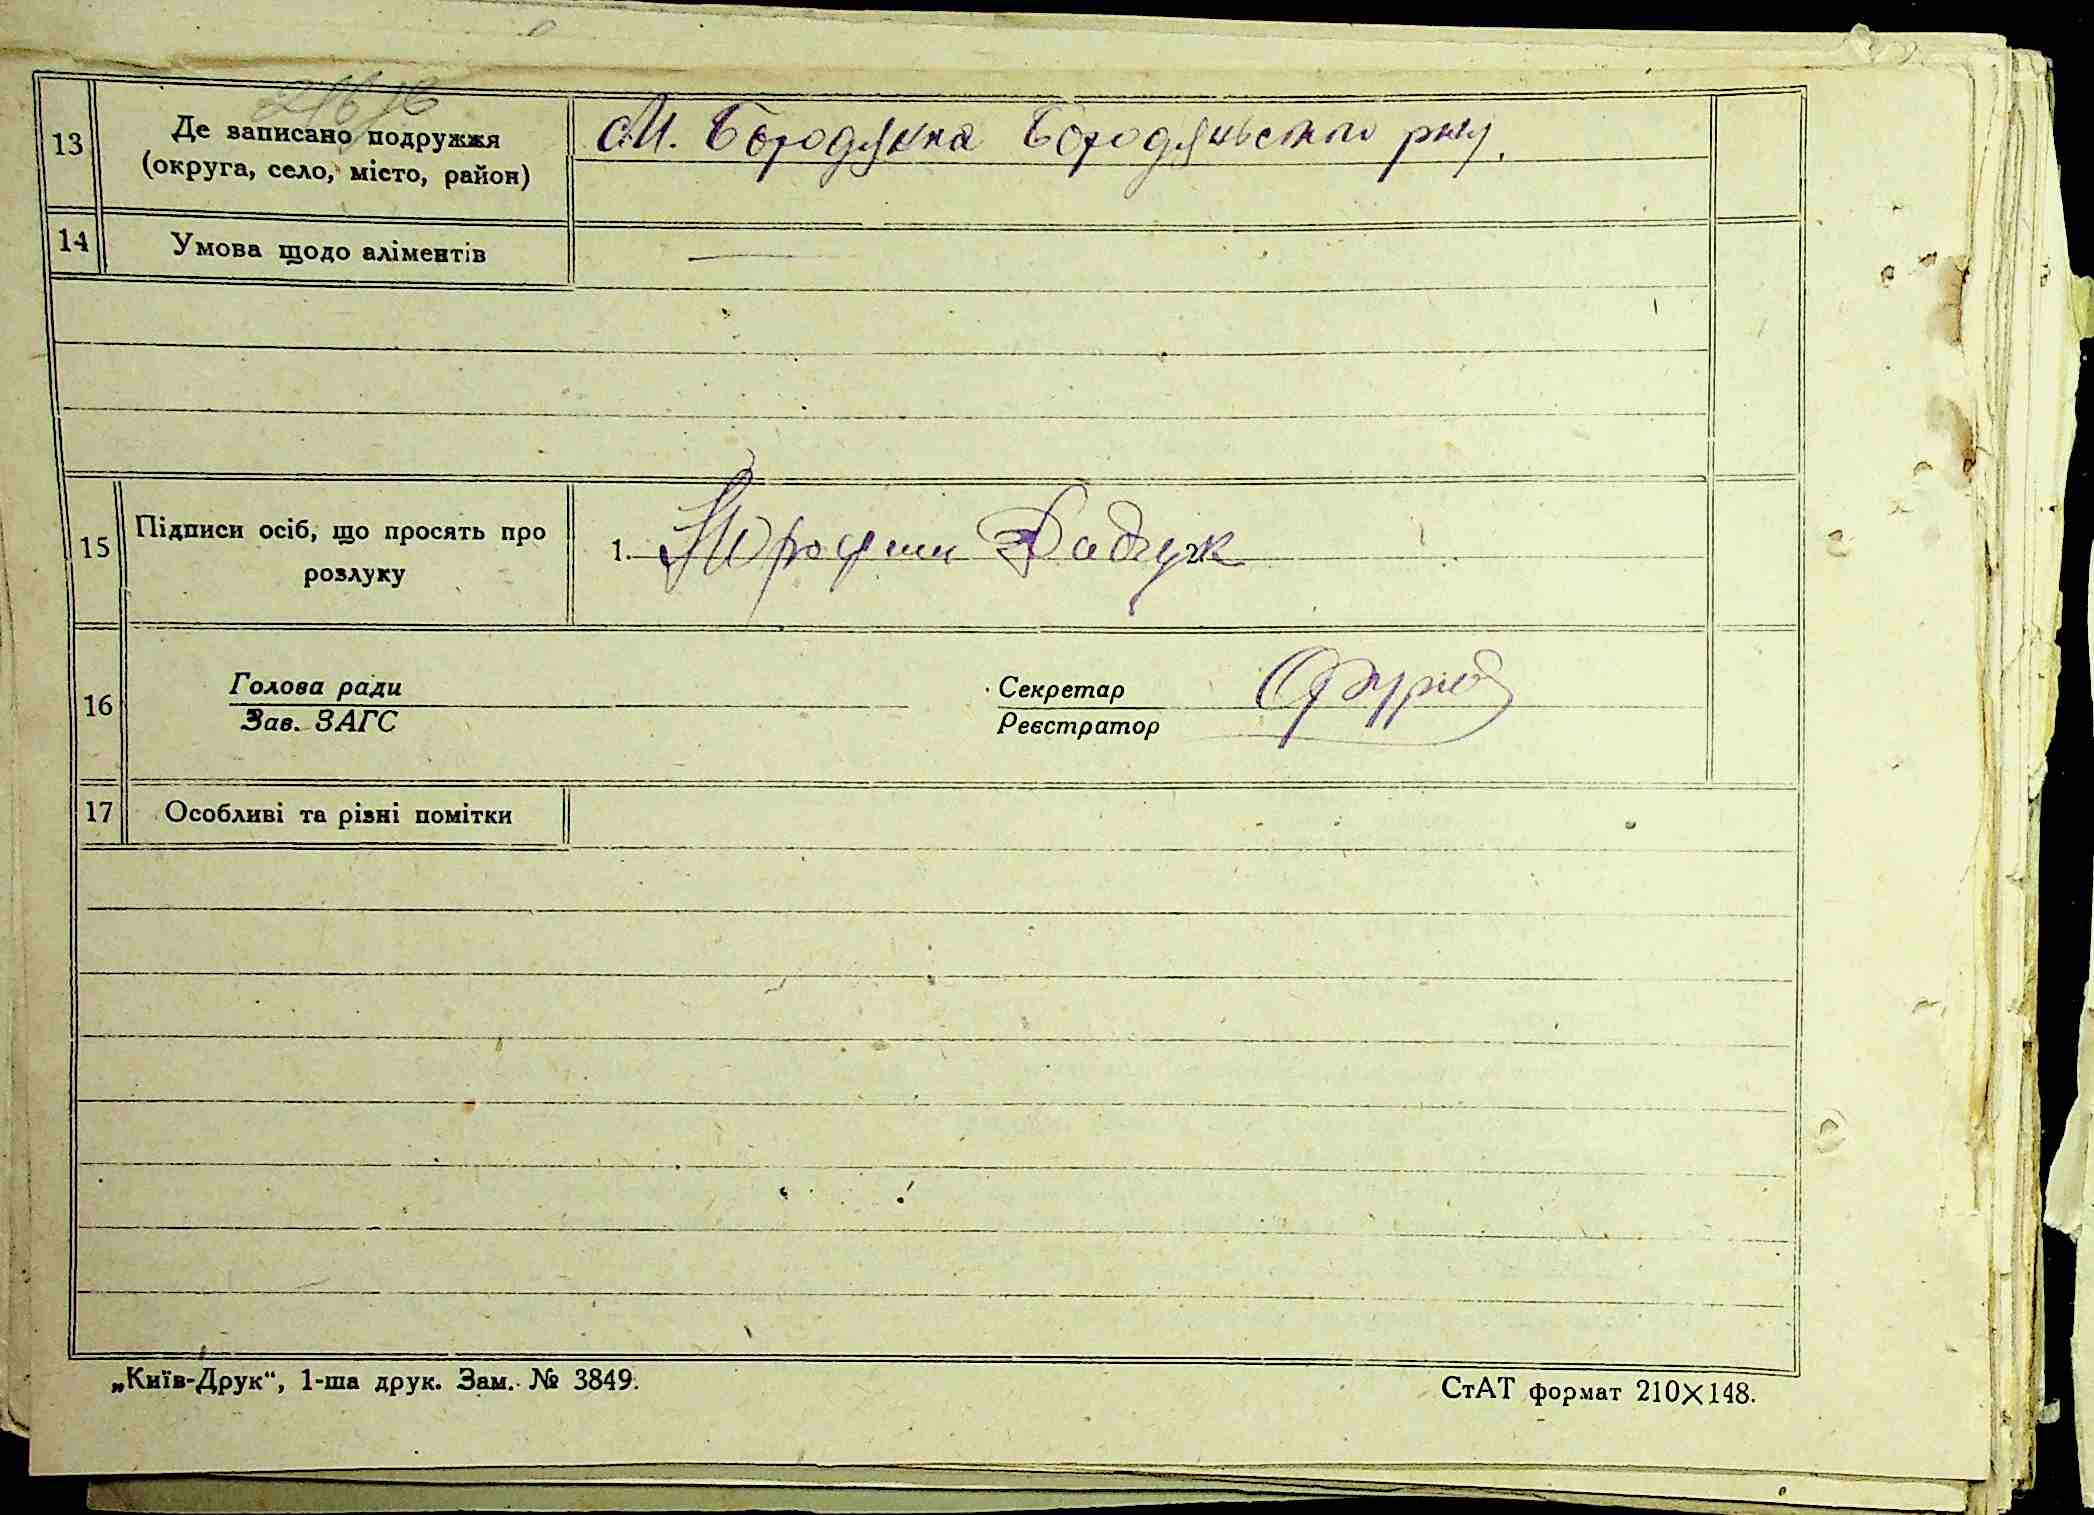 13
Де записано подружжя
(округа, село, місто, район)
М. Бородянка Бородянського р-ну.
14
Умова щодо аліментів
15
Підписи осіб, що просять про
розлуку
1.
16
Голова ради
Зав. ЗАГС
Секретар
Реєстратор
17
Особливі та різні помітки
„Київ-Друк“, 1-ша друк. Зам. № 3849.
СтАТ формат 210×148.